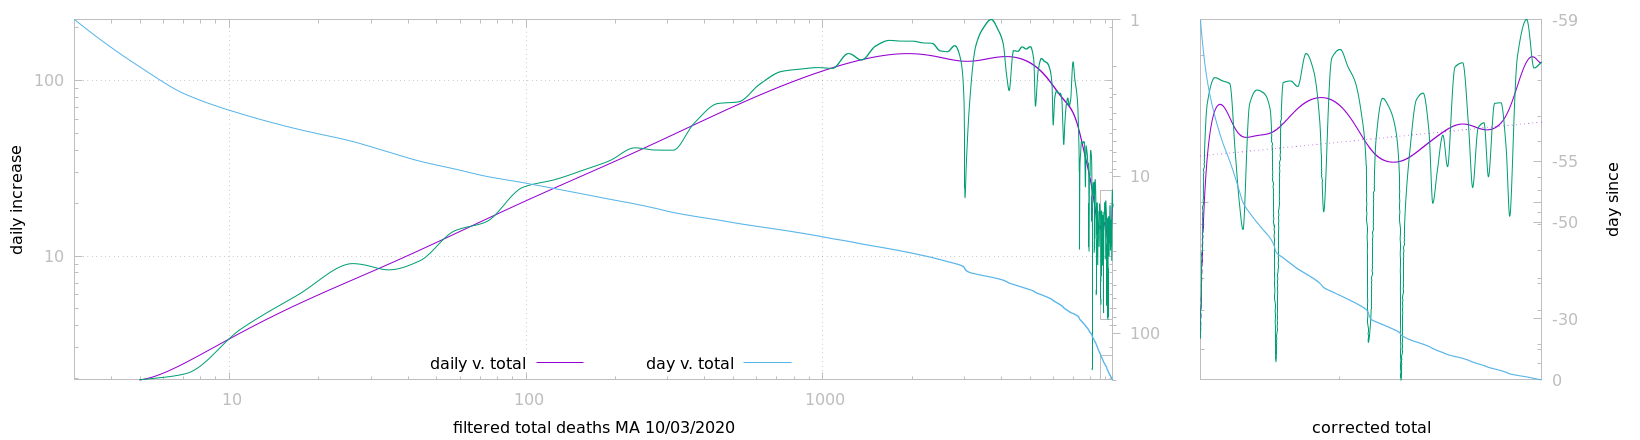 1
-59
100
daily increase
10
-55
-50
day since
10
100
-30
daily v. total
day v. total
0
10
100
1000
filtered total deaths MA 10/03/2020
corrected total